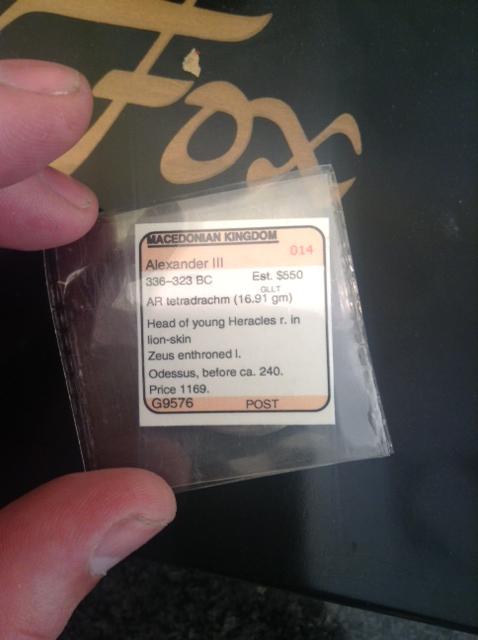 Fox
MACEDONIAN KINGDOM
014
Alexander III
336–323 BC Est. $550
GLLT
AR tetradrachm (16.91 gm)
Head of young Heracles r. in
lion-skin
Zeus enthroned l.
Odessus, before ca. 240.
Price 1169.
G9576 POST